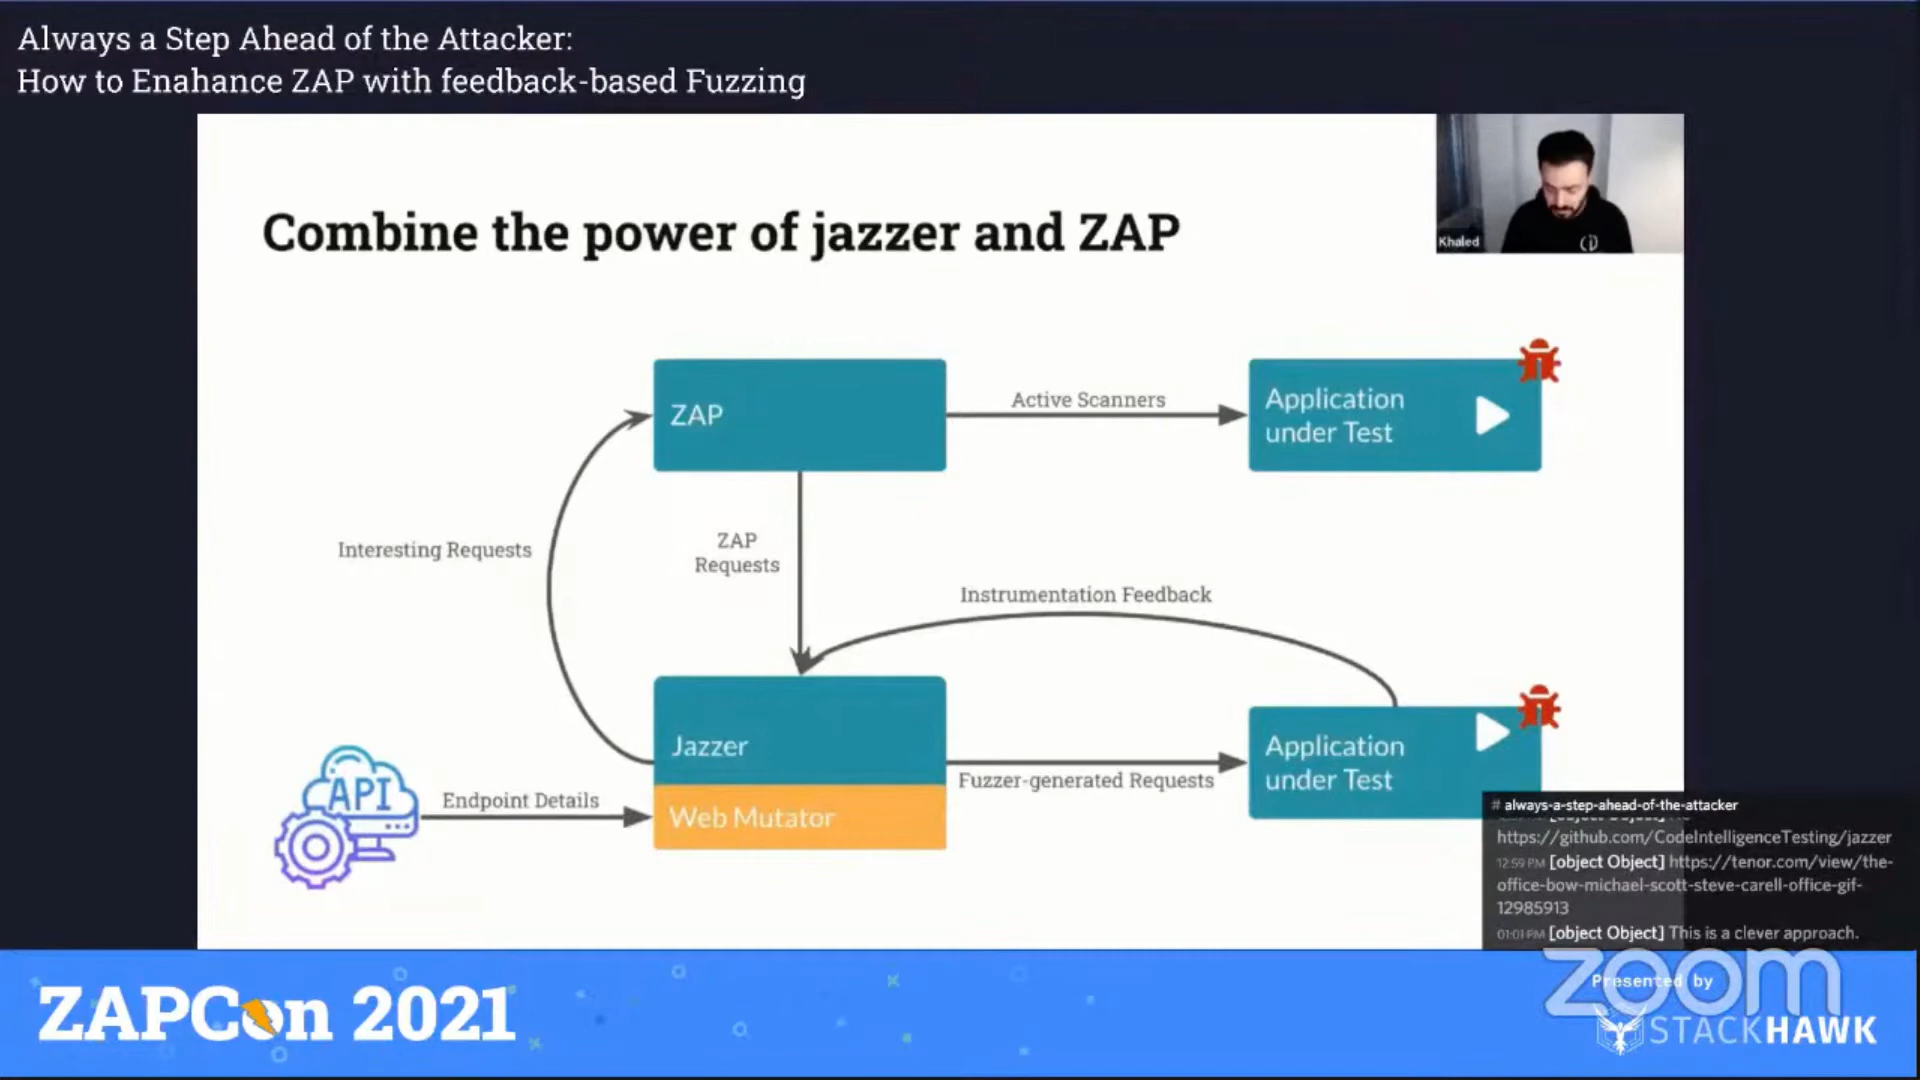 Always a Step Ahead of the Attacker:
How to Enahance ZAP with feedback-based Fuzzing
Combine the power of jazzer and ZAP
Khaled
ZAP
Active Scanners
Application
under Test
Interesting Requests
ZAP
Requests
Instrumentation Feedback
Jazzer
Web Mutator
API
Endpoint Details
Fuzzer-generated Requests
Application
under Test
# always-a-step-ahead-of-the-attacker
[object Object]
https://github.com/CodeIntelligenceTesting/jazzer
12:59 PM [object Object] https://tenor.com/view/the-
office-bow-michael-scott-steve-carell-office-gif-
12985913
01:01 PM [object Object] This is a clever approach.
ZAPCon 2021
zoom
Presented by
STACKHAWK